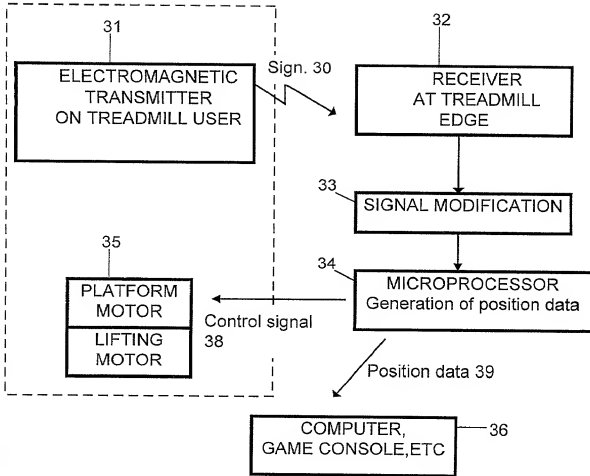 31
ELECTROMAGNETIC
TRANSMITTER
ON TREADMILL USER
Sign. 30
32
RECEIVER
AT TREADMILL
EDGE
33
SIGNAL MODIFICATION
34
MICROPROCESSOR
Generation of position data
35
PLATFORM
MOTOR
LIFTING
MOTOR
Control signal
38
Position data 39
COMPUTER,
GAME CONSOLE,ETC
36